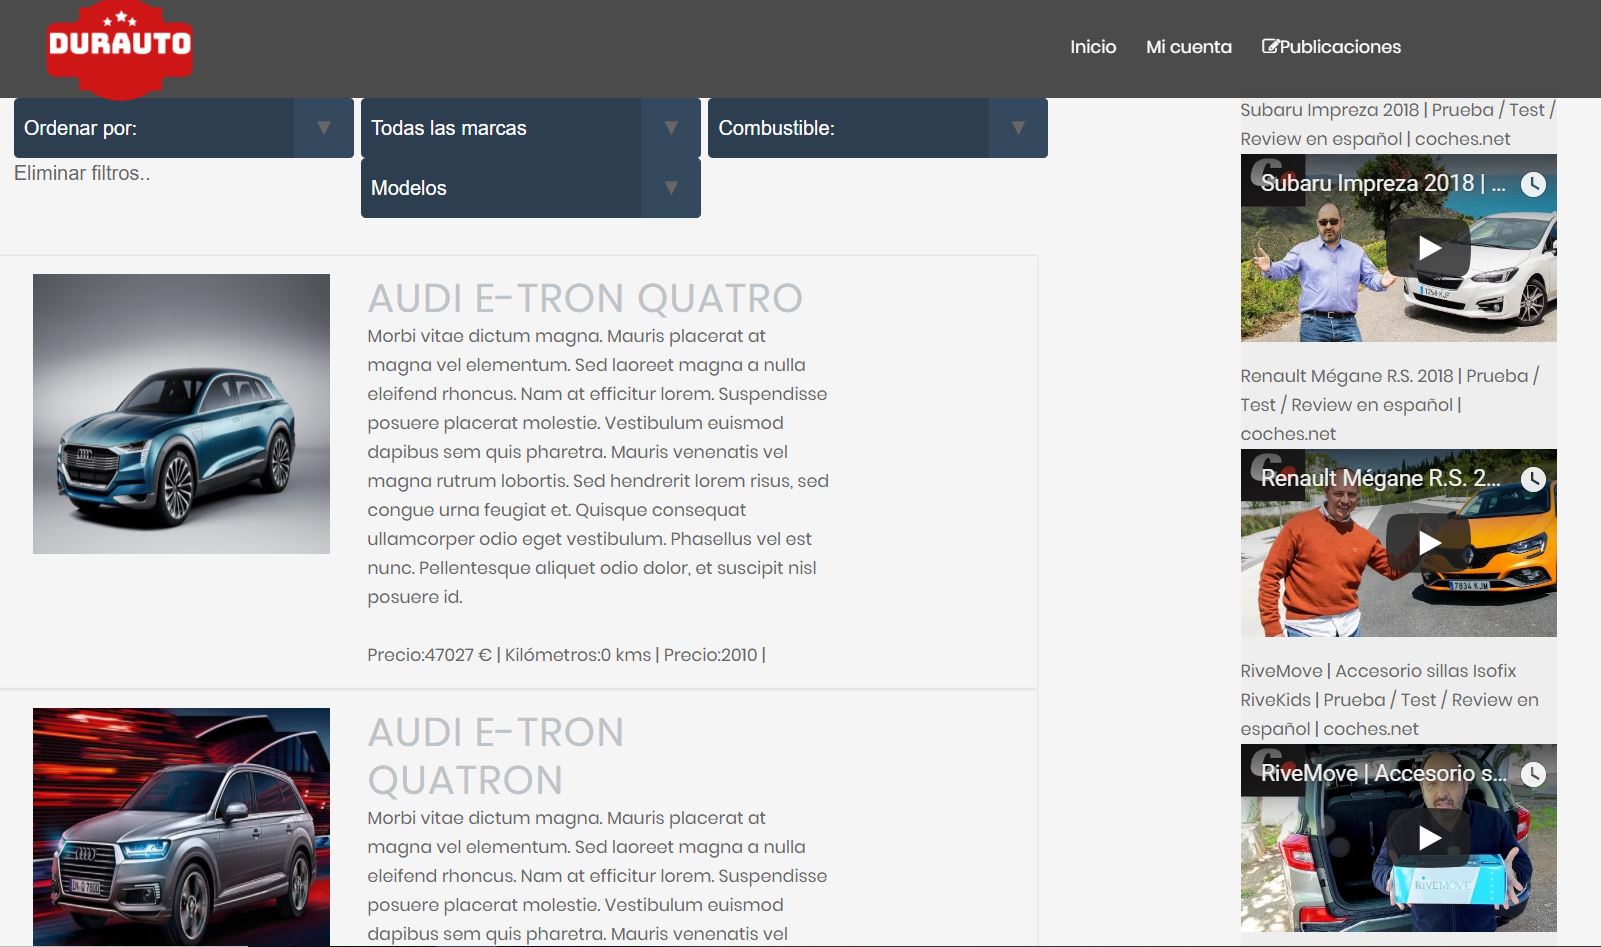 DURAUTO
Inicio
Mi cuenta
Publicaciones
Ordenar por:
Todas las marcas
Combustible:
Eliminar filtros..
Modelos
AUDI E-TRON QUATRO
Morbi vitae dictum magna. Mauris placerat at
magna vel elementum. Sed laoreet magna a nulla
eleifend rhoncus. Nam at efficitur lorem. Suspendisse
posuere placerat molestie. Vestibulum euismod
dapibus sem quis pharetra. Mauris venenatis vel
magna rutrum lobortis. Sed hendrerit lorem risus, sed
congue urna feugiat et. Quisque consequat
ullamcorper odio eget vestibulum. Phasellus vel est
nunc. Pellentesque aliquet odio dolor, et suscipit nisl
posuere id.
Precio:47027 € | Kilómetros:0 kms | Precio:2010 |
AUDI E-TRON
QUATRON
Morbi vitae dictum magna. Mauris placerat at
magna vel elementum. Sed laoreet magna a nulla
eleifend rhoncus. Nam at efficitur lorem. Suspendisse
posuere placerat molestie. Vestibulum euismod
dapibus sem quis pharetra. Mauris venenatis vel
IN·Q 7800
Subaru Impreza 2018 | Prueba / Test /
Review en español | coches.net
Subaru Impreza 2018 | ...
1258 KJF
Renault Mégane R.S. 2018 | Prueba /
Test / Review en español |
coches.net
Renault Mégane R.S. 2...
7834 KJM
RiveMove | Accesorio sillas Isofix
RiveKids | Prueba / Test / Review en
español | coches.net
RiveMove | Accesorio s...
RIVEMOVE